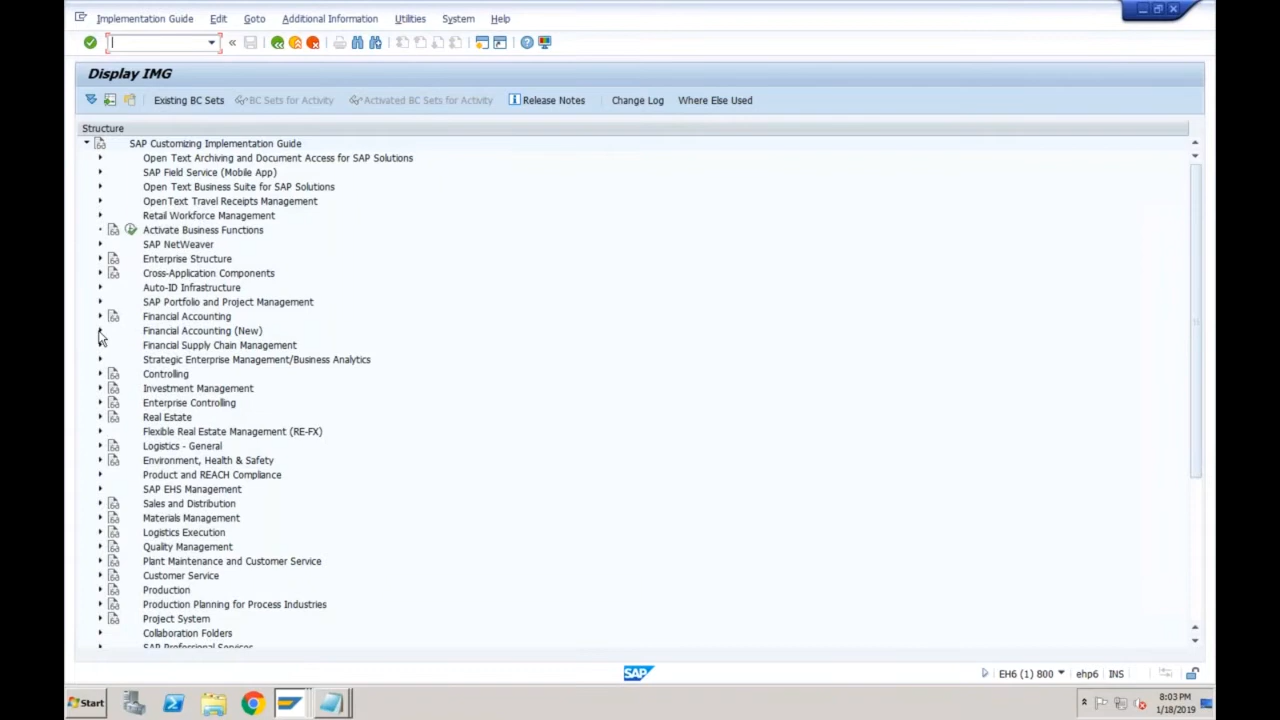 Implementation Guide Edit Goto Additional Information Utilities System Help
Display IMG
Existing BC Sets BC Sets for Activity Activated BC Sets for Activity Release Notes Change Log Where Else Used
Structure
SAP Customizing Implementation Guide
Open Text Archiving and Document Access for SAP Solutions
SAP Field Service (Mobile App)
Open Text Business Suite for SAP Solutions
OpenText Travel Receipts Management
Retail Workforce Management
Activate Business Functions
SAP NetWeaver
Enterprise Structure
Cross-Application Components
Auto-ID Infrastructure
SAP Portfolio and Project Management
Financial Accounting
Financial Accounting (New)
Financial Supply Chain Management
Strategic Enterprise Management/Business Analytics
Controlling
Investment Management
Enterprise Controlling
Real Estate
Flexible Real Estate Management (RE-FX)
Logistics - General
Environment, Health & Safety
Product and REACH Compliance
SAP EHS Management
Sales and Distribution
Materials Management
Logistics Execution
Quality Management
Plant Maintenance and Customer Service
Customer Service
Production
Production Planning for Process Industries
Project System
Collaboration Folders
SAP Professional Services
SAP
EH6 (1) 800 ehp6 INS
Start
8:03 PM
1/18/2019